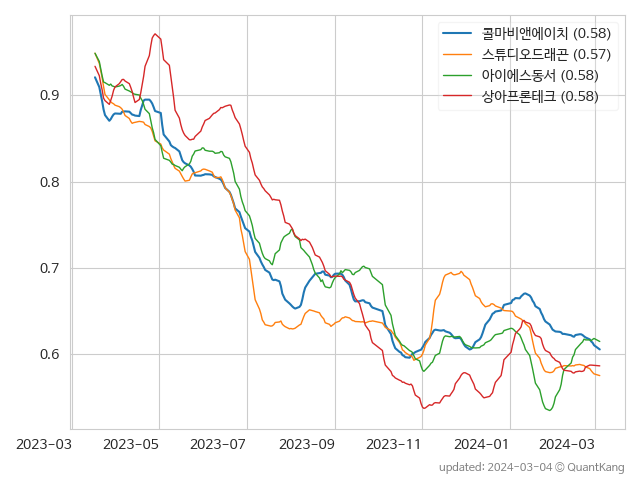 골마비앤에이치 (0.58)
스튜디오드래곤 (0.57)
아이에스동서 (0.58)
상아프론테크 (0.58)
0.9
0.8
0.7
0.6
2023-03
2023-05
2023-07
2023-09
2023-11
2024-01
2024-03
updated: 2024-03-04 © QuantKang